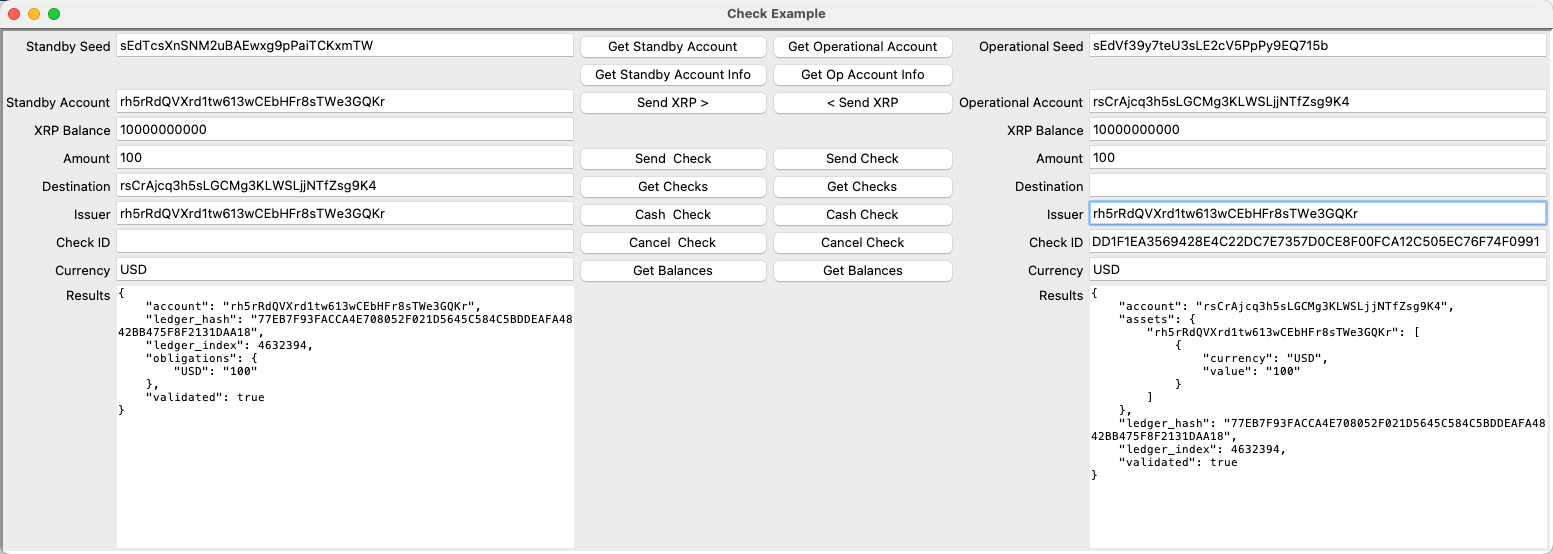 Check Example
Standby Seed sEdTcsXnSNM2uBAEwxg9pPaiTCKxmTW Get Standby Account Get Operational Account Operational Seed sEdVf39y7teU3sLE2cV5PpPy9EQ715b
Get Standby Account Info Get Op Account Info
Standby Account rh5rRdQVXrd1tw613wCEbHFr8sTWe3GQKr Send XRP > < Send XRP Operational Account rsCrAjcq3h5sLGCMg3KLWSLjjNTfZsg9K4
XRP Balance 10000000000 XRP Balance 10000000000
Amount 100 Send  Check Send Check Amount 100
Destination rsCrAjcq3h5sLGCMg3KLWSLjjNTfZsg9K4 Get Checks Get Checks Destination
Issuer rh5rRdQVXrd1tw613wCEbHFr8sTWe3GQKr Cash  Check Cash Check Issuer rh5rRdQVXrd1tw613wCEbHFr8sTWe3GQKr
Check ID Cancel  Check Cancel Check Check ID DD1F1EA3569428E4C22DC7E7357D0CE8F00FCA12C505EC76F74F0991
Currency USD Get Balances Get Balances Currency USD
Results
{
    "account": "rh5rRdQVXrd1tw613wCEbHFr8sTWe3GQKr",
    "ledger_hash": "77EB7F93FACCA4E708052F021D5645C584C5BDDEAFA48
42BB475F8F2131DAA18",
    "ledger_index": 4632394,
    "obligations": {
        "USD": "100"
    },
    "validated": true
}
Results
{
    "account": "rsCrAjcq3h5sLGCMg3KLWSLjjNTfZsg9K4",
    "assets": {
        "rh5rRdQVXrd1tw613wCEbHFr8sTWe3GQKr": [
            {
                "currency": "USD",
                "value": "100"
            }
        ]
    },
    "ledger_hash": "77EB7F93FACCA4E708052F021D5645C584C5BDDEAFA48
42BB475F8F2131DAA18",
    "ledger_index": 4632394,
    "validated": true
}